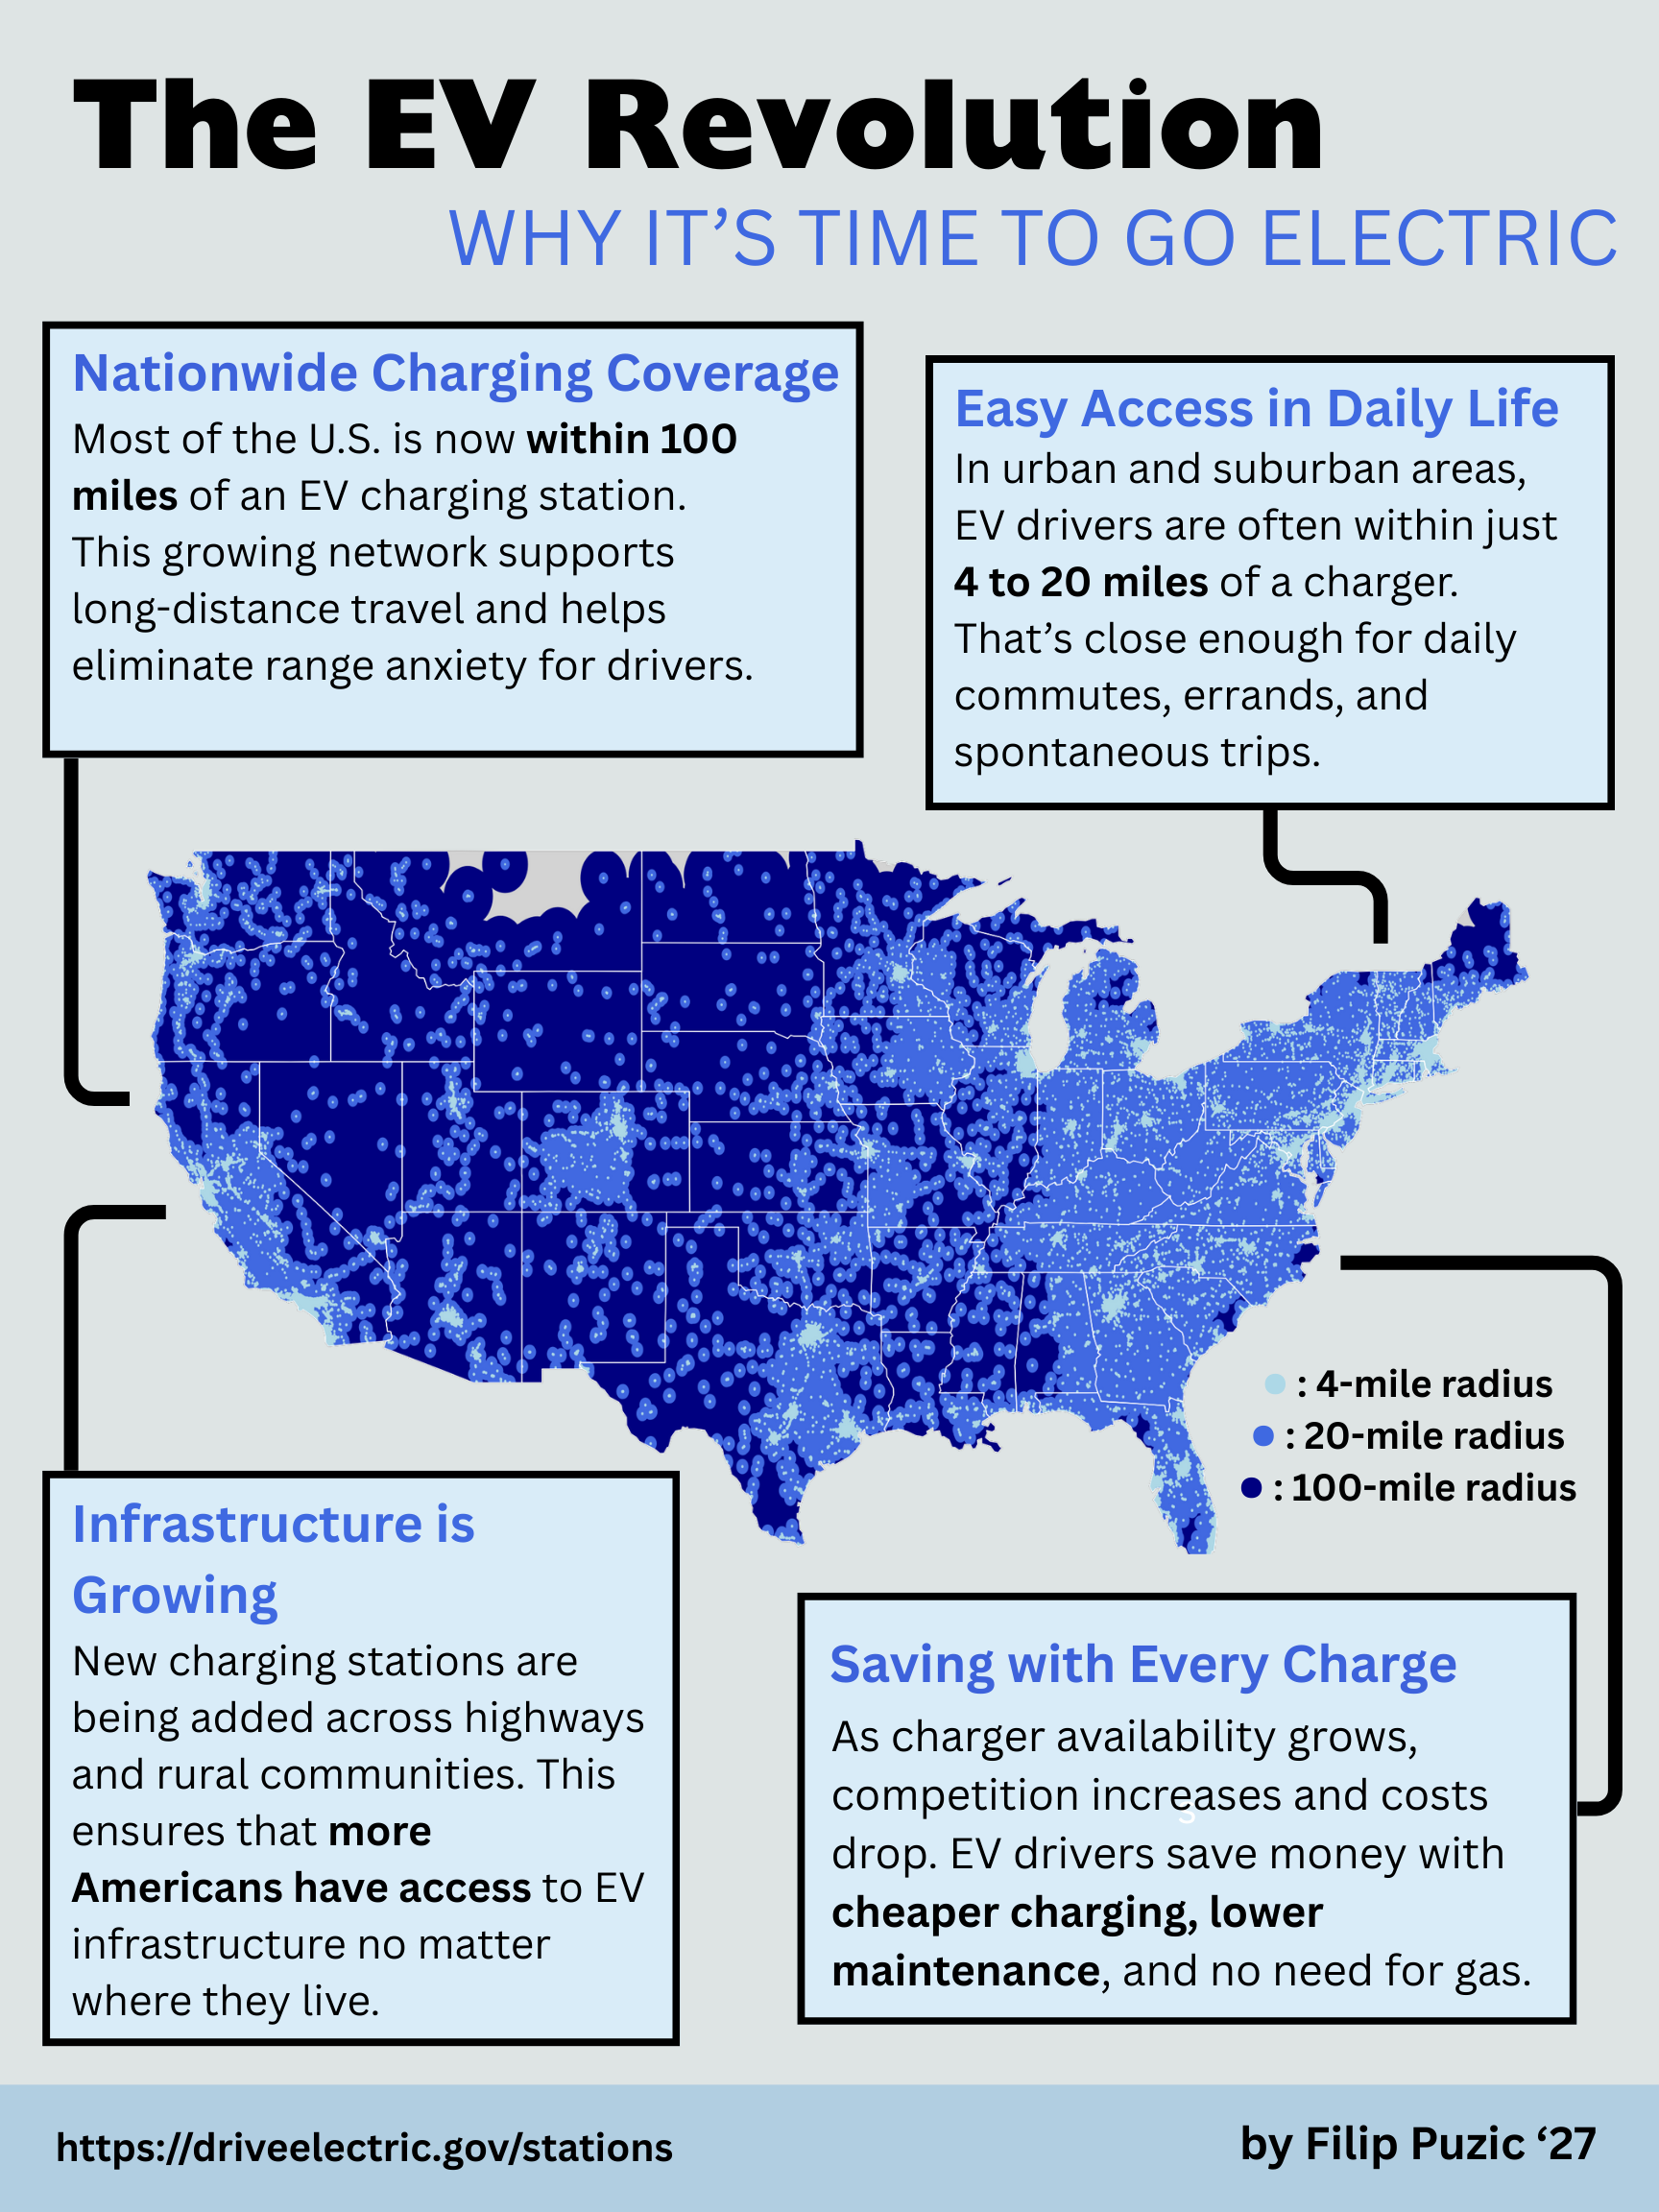 The EV Revolution
WHY IT’S TIME TO GO ELECTRIC
Nationwide Charging Coverage
Most of the U.S. is now within 100
miles of an EV charging station.
This growing network supports
long-distance travel and helps
eliminate range anxiety for drivers.
Easy Access in Daily Life
In urban and suburban areas,
EV drivers are often within just
4 to 20 miles of a charger.
That’s close enough for daily
commutes, errands, and
spontaneous trips.
: 4-mile radius
: 20-mile radius
: 100-mile radius
Infrastructure is
Growing
New charging stations are
being added across highways
and rural communities. This
ensures that more
Americans have access to EV
infrastructure no matter
where they live.
Saving with Every Charge
As charger availability grows,
competition increases and costs
s
drop. EV drivers save money with
cheaper charging, lower
maintenance, and no need for gas.
https://driveelectric.gov/stations
by Filip Puzic ‘27